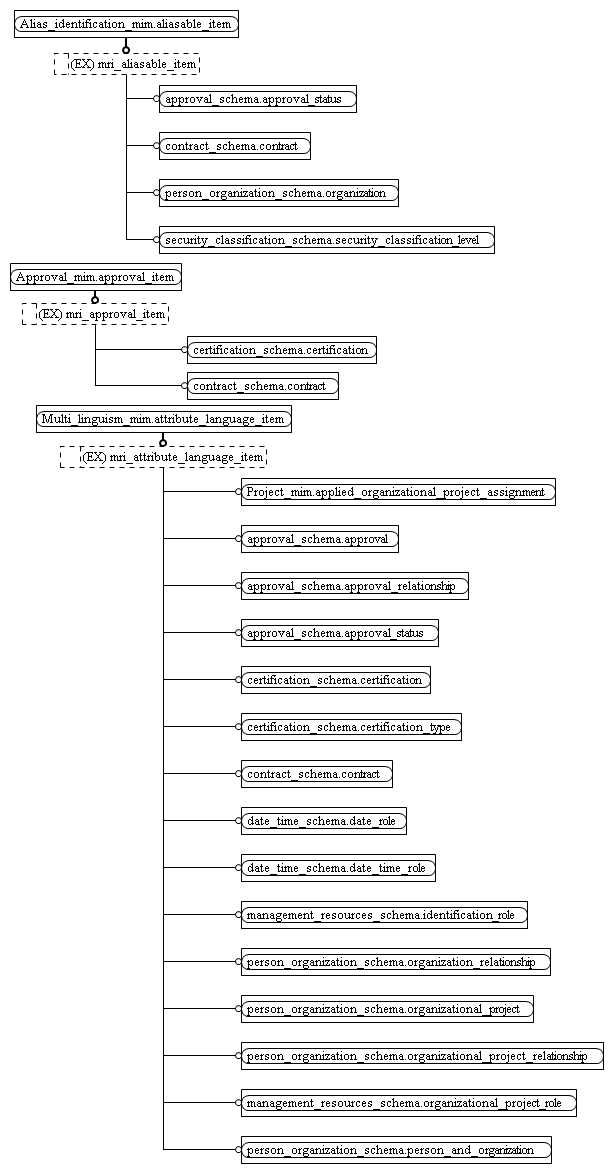 Alias_identification_mim.aliasable_item
(EX) mri_aliasable_item
approval_schema.approval_status
contract_schema.contract
person_organization_schema.organization
security_classification_schema.security_classification_level
Approval_mim.approval_item
(EX) mri_approval_item
certification_schema.certification
contract_schema.contract
Multi_linguism_mim.attribute_language_item
(EX) mri_attribute_language_item
Project_mim.applied_organizational_project_assignment
approval_schema.approval
approval_schema.approval_relationship
approval_schema.approval_status
certification_schema.certification
certification_schema.certification_type
contract_schema.contract
date_time_schema.date_role
date_time_schema.date_time_role
management_resources_schema.identification_role
person_organization_schema.organization_relationship
person_organization_schema.organizational_project
person_organization_schema.organizational_project_relationship
management_resources_schema.organizational_project_role
person_organization_schema.person_and_organization